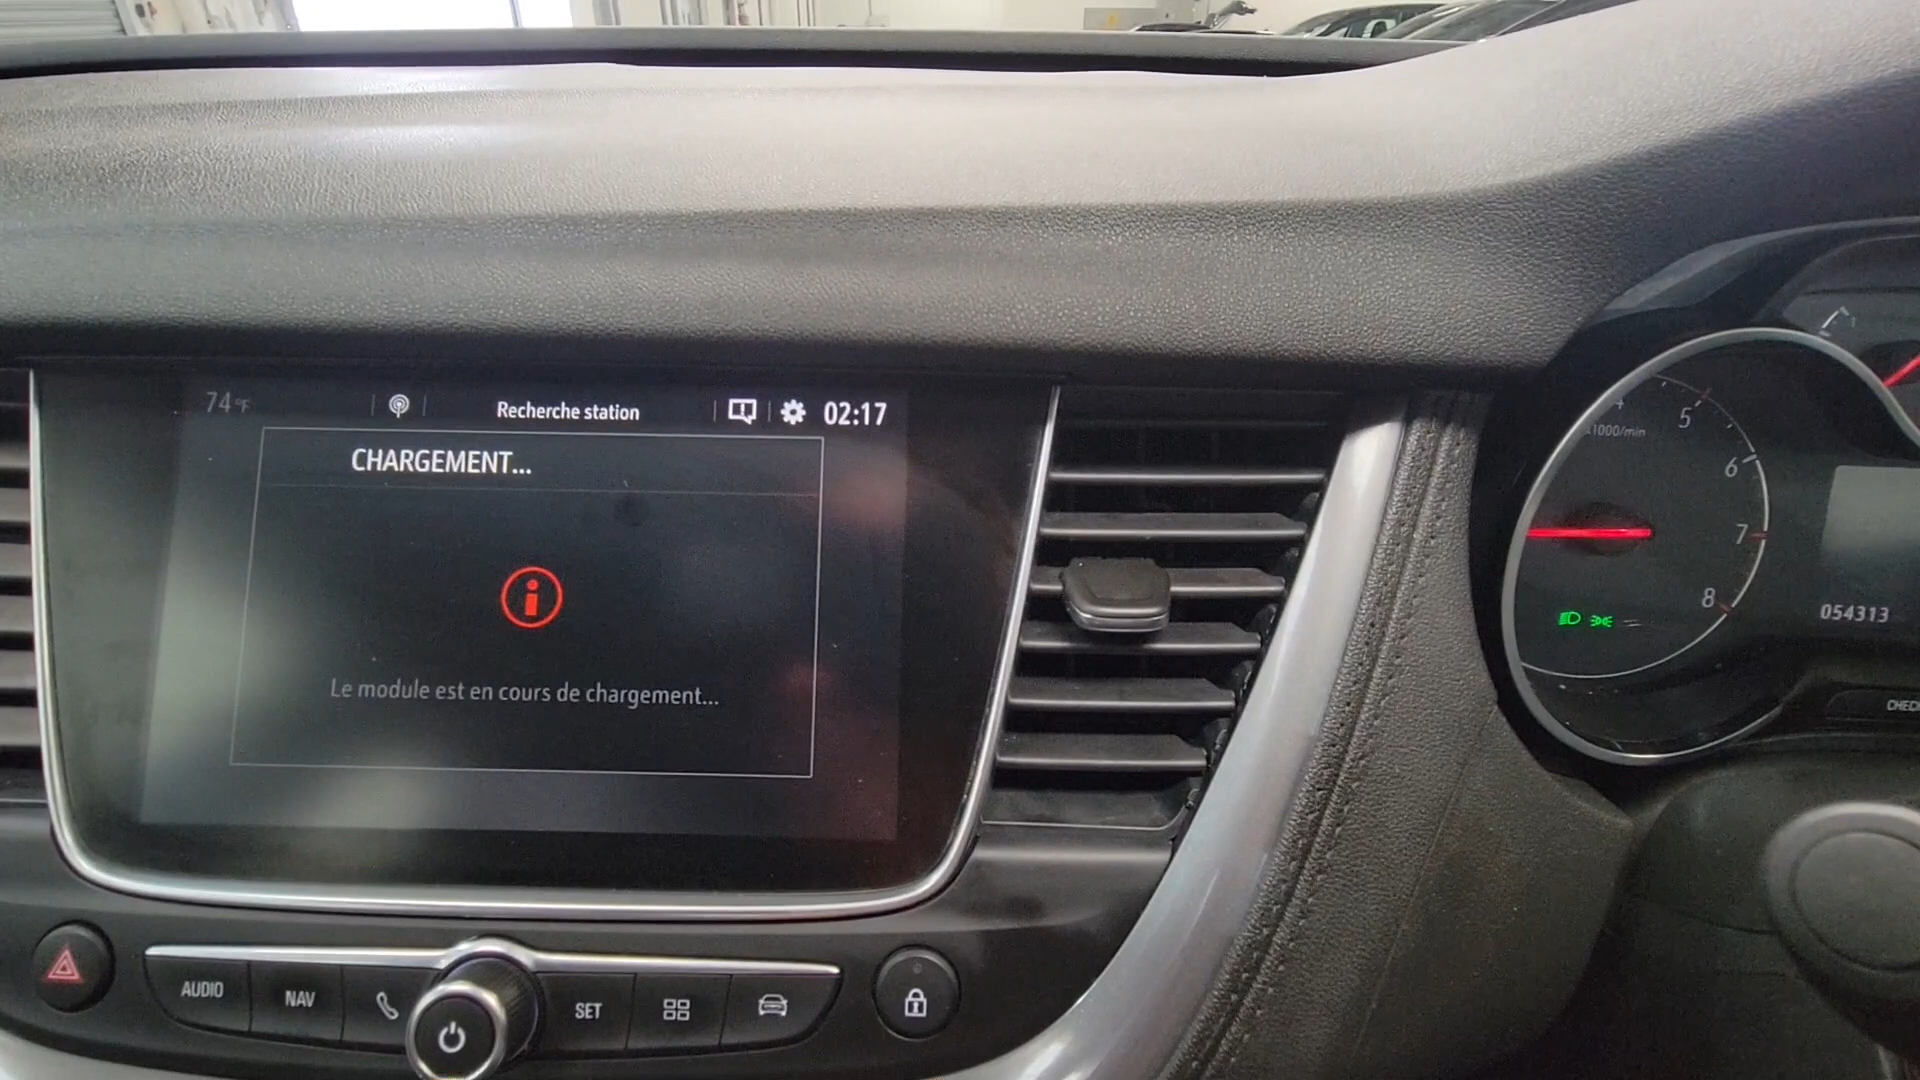 74°F
Recherche station
02:17
CHARGEMENT...
Le module est en cours de chargement...
AUDIO
NAV
SET
4
5
6
7
8
x1000/min
054313